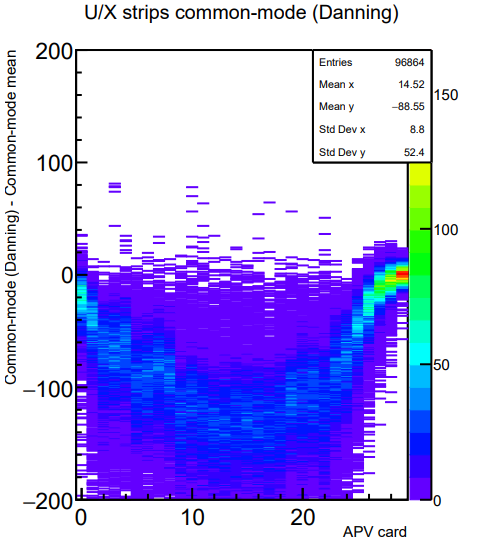 U/X strips common-mode (Danning)
Common-mode (Danning) - Common-mode mean
200
100
0
−100
−200
Entries 96864
Mean x 14.52
Mean y −88.55
Std Dev x 8.8
Std Dev y 52.4
150
100
50
0
0 10 20
APV card